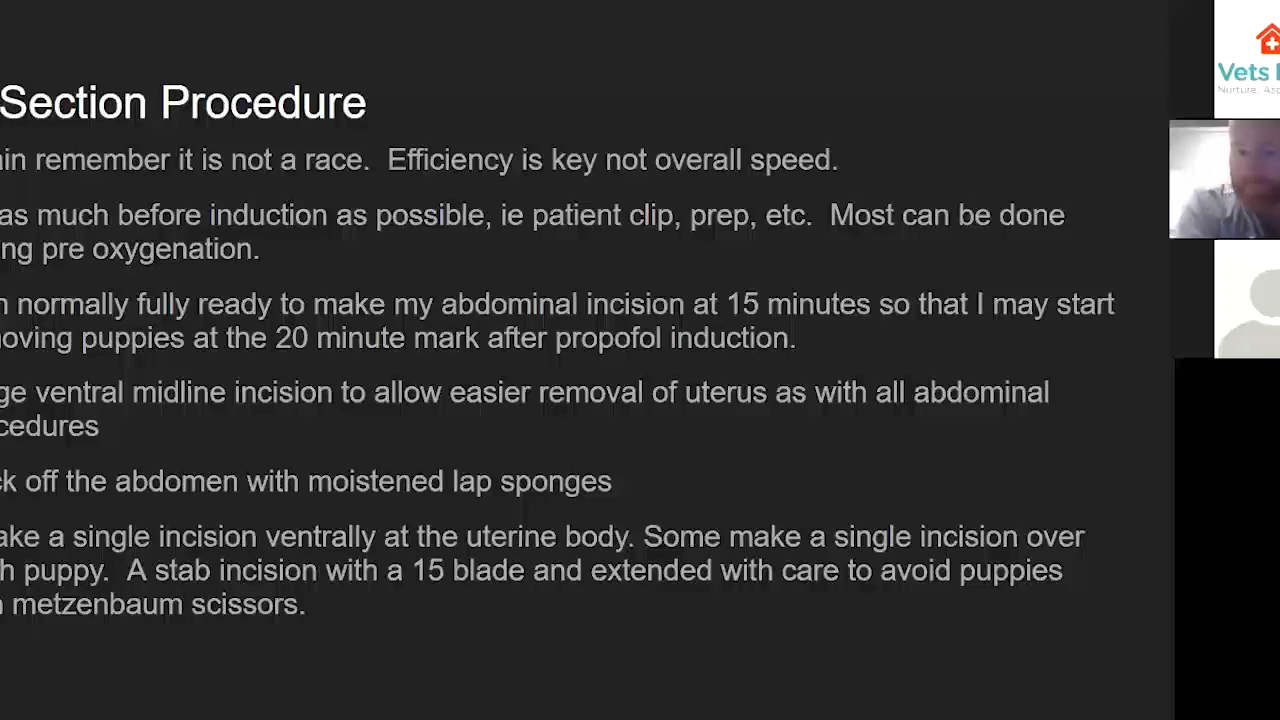 Section Procedure
ain remember it is not a race.  Efficiency is key not overall speed.
as much before induction as possible, ie patient clip, prep, etc.  Most can be done
ing pre oxygenation.
normally fully ready to make my abdominal incision at 15 minutes so that I may start
oving puppies at the 20 minute mark after propofol induction.
ge ventral midline incision to allow easier removal of uterus as with all abdominal
cedures
ck off the abdomen with moistened lap sponges
ake a single incision ventrally at the uterine body. Some make a single incision over
h puppy.  A stab incision with a 15 blade and extended with care to avoid puppies
metzenbaum scissors.
Vets
Nurture.